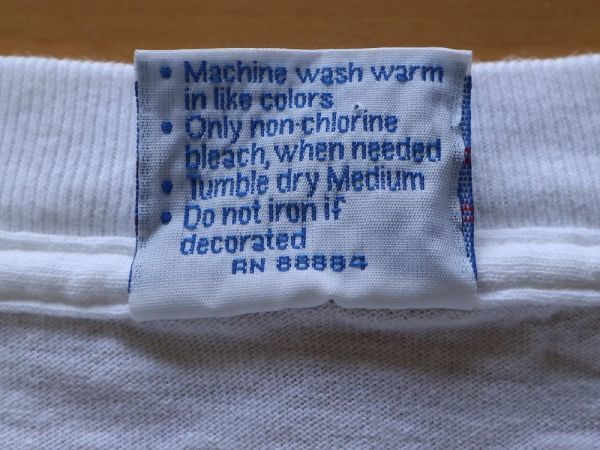 • Machine wash warm
in like colors
• Only non-chlorine
bleach, when needed
• Tumble dry Medium
• Do not iron if
decorated
RN 88884